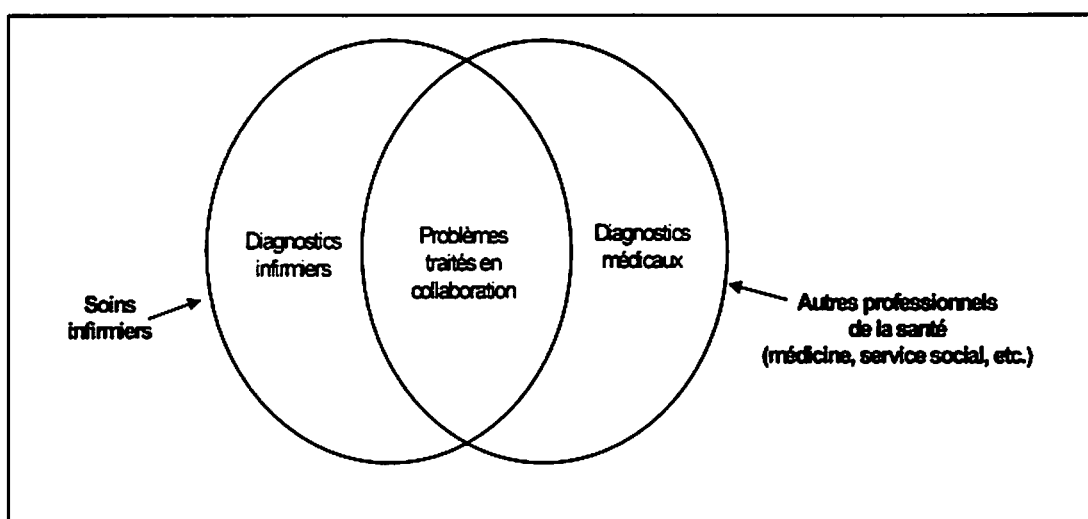 Diagnostics
infirmiers
Problèmes
traités en
collaboration
Diagnostics
médicaux
Soins
infirmiers
Autres professionnels
de la santé
(médicine, service social, etc.)